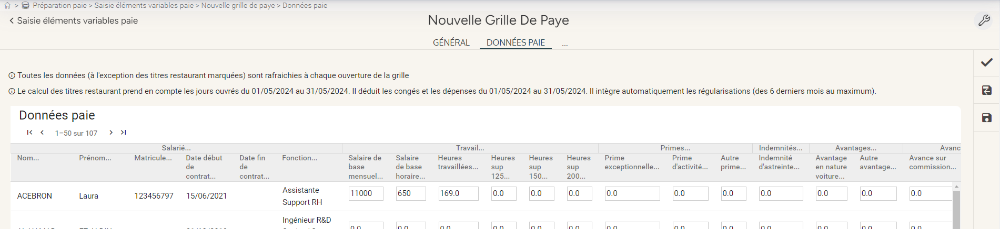 > Préparation paie > Saisie éléments variables paie > Nouvelle grille de paye > Données paie
Saisie éléments variables paie
Nouvelle Grille De Paye
GÉNÉRAL DONNÉES PAIE ...
Toutes les données (à l'exception des titres restaurant marquées) sont rafraichies à chaque ouverture de la grille
Le calcul des titres restaurant prend en compte les jours ouvrés du 01/05/2024 au 31/05/2024. Il déduit les congés et les dépenses du 01/05/2024 au 31/05/2024. Il intègre automatiquement les régularisations (des 6 derniers mois au maximum).
Données paie
1–50 sur 107
Salarié... Travail... Primes... Indemnités... Avantages... Avanc
Nom... Prénom... Matricule... Date début Date fin Fonction... Salaire de Salaire Heures Heures Heures Heures Prime Prime Autre Indemnité Avantage Autre Avance sur
de de base de base travaillées... sup sup sup exceptionnelle... d'activité... prime... d'astreinte... en nature avantage... commission...
contrat... contrat... mensuel... horaire... 125... 150... 200... voiture...
ACEBRON Laura 123456797 15/06/2021 Assistante 11000 650 169.0 0.0 0.0 0.0 0.0 0.0 0.0 0.0 0.0 0.0 0.0
Support RH
Ingénieur R&D